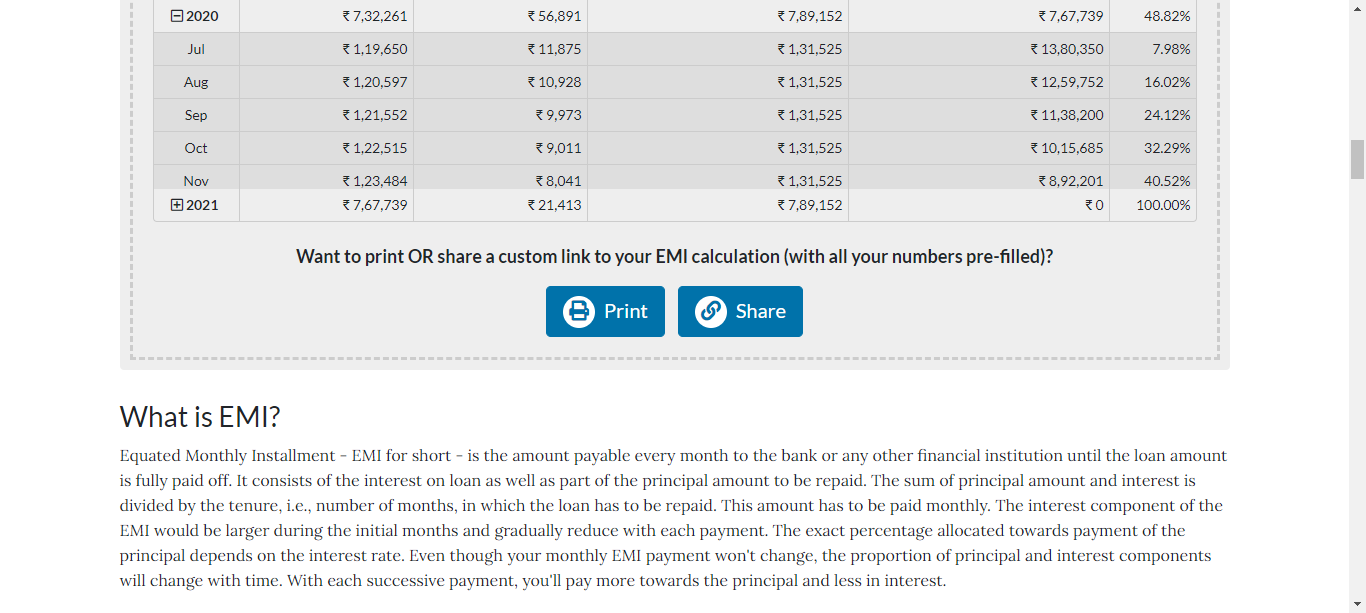 2020 ₹ 7,32,261 ₹ 56,891 ₹ 7,89,152 ₹ 7,67,739 48.82%
Jul ₹ 1,19,650 ₹ 11,875 ₹ 1,31,525 ₹ 13,80,350 7.98%
Aug ₹ 1,20,597 ₹ 10,928 ₹ 1,31,525 ₹ 12,59,752 16.02%
Sep ₹ 1,21,552 ₹ 9,973 ₹ 1,31,525 ₹ 11,38,200 24.12%
Oct ₹ 1,22,515 ₹ 9,011 ₹ 1,31,525 ₹ 10,15,685 32.29%
Nov ₹ 1,23,484 ₹ 8,041 ₹ 1,31,525 ₹ 8,92,201 40.52%
2021 ₹ 7,67,739 ₹ 21,413 ₹ 7,89,152 ₹ 0 100.00%
Want to print OR share a custom link to your EMI calculation (with all your numbers pre-filled)?
Print Share
What is EMI?
Equated Monthly Installment - EMI for short - is the amount payable every month to the bank or any other financial institution until the loan amount
is fully paid off. It consists of the interest on loan as well as part of the principal amount to be repaid. The sum of principal amount and interest is
divided by the tenure, i.e., number of months, in which the loan has to be repaid. This amount has to be paid monthly. The interest component of the
EMI would be larger during the initial months and gradually reduce with each payment. The exact percentage allocated towards payment of the
principal depends on the interest rate. Even though your monthly EMI payment won't change, the proportion of principal and interest components
will change with time. With each successive payment, you'll pay more towards the principal and less in interest.